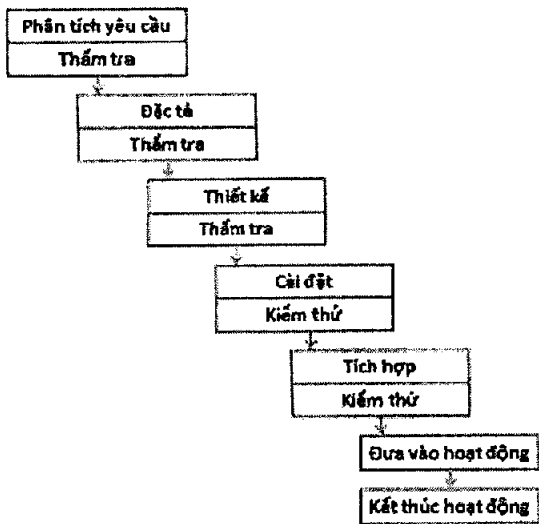 Phân tích yêu cầu
Thẩm tra
Đặc tả
Thẩm tra
Thiết kế
Thẩm tra
Cài đặt
Kiểm thử
Tích hợp
Kiểm thử
Đưa vào hoạt động
Kết thúc hoạt động